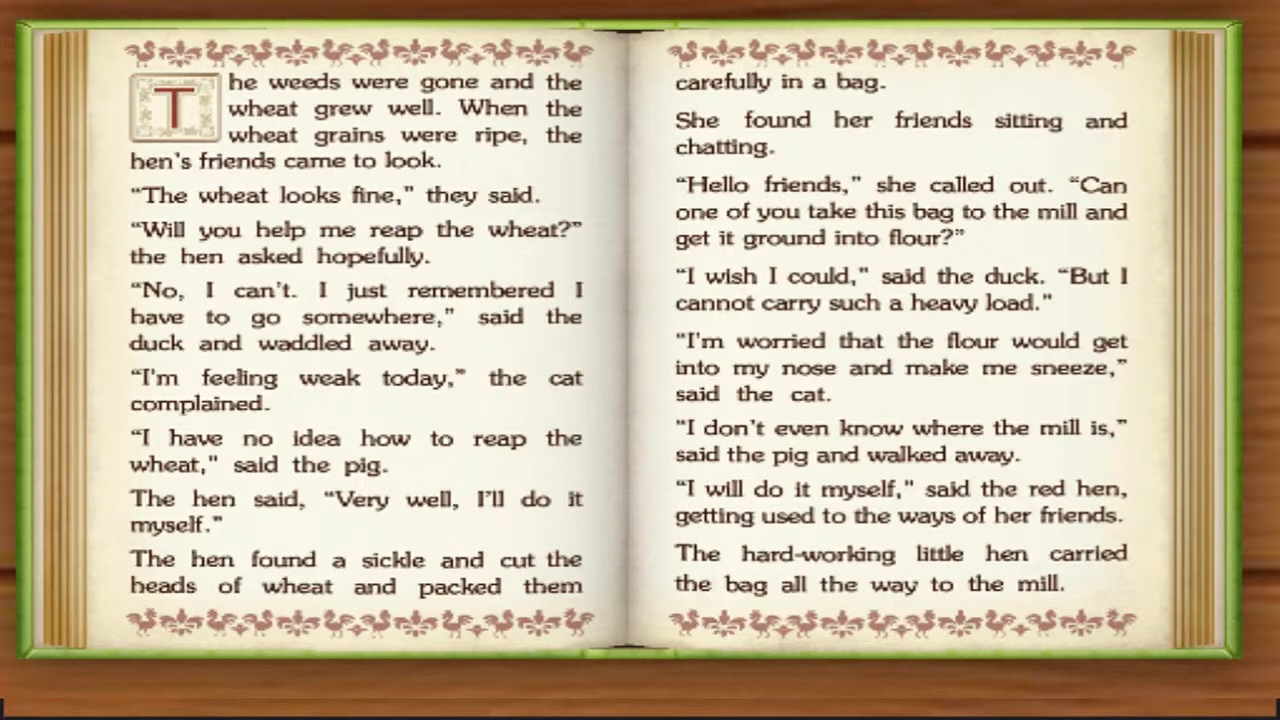 The weeds were gone and the
wheat grew well. When the
wheat grains were ripe, the
hen's friends came to look.
“The wheat looks fine,” they said.
“Will you help me reap the wheat?”
the hen asked hopefully.
“No, I can't. I just remembered I
have to go somewhere,” said the
duck and waddled away.
“I'm feeling weak today,” the cat
complained.
“I have no idea how to reap the
wheat,” said the pig.
The hen said, “Very well, I'll do it
myself.”
The hen found a sickle and cut the
heads of wheat and packed them
carefully in a bag.
She found her friends sitting and
chatting.
“Hello friends,” she called out. “Can
one of you take this bag to the mill and
get it ground into flour?”
“I wish I could,” said the duck. “But I
cannot carry such a heavy load.”
“I'm worried that the flour would get
into my nose and make me sneeze,”
said the cat.
“I don't even know where the mill is,”
said the pig and walked away.
“I will do it myself,” said the red hen,
getting used to the ways of her friends.
The hard-working little hen carried
the bag all the way to the mill.